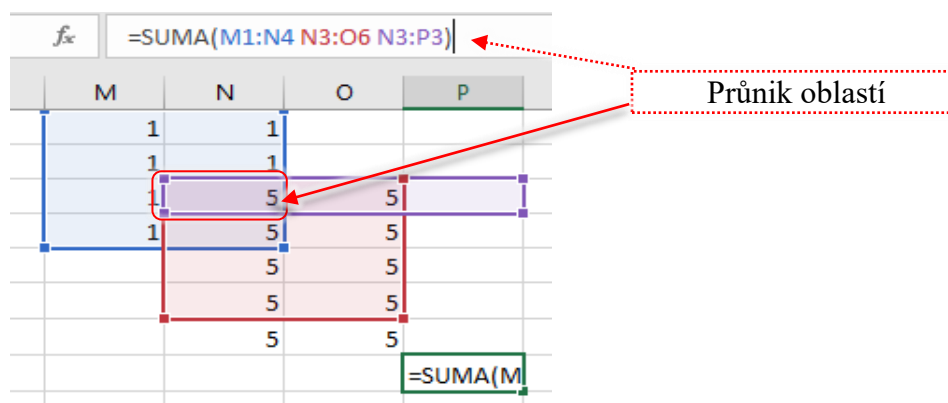 fx =SUMA(M1:N4 N3:O6 N3:P3)
Průnik oblastí
M N O P
1 1
1 1
1 5 5
1 5 5
5 5
5 5
5 5
=SUMA(M